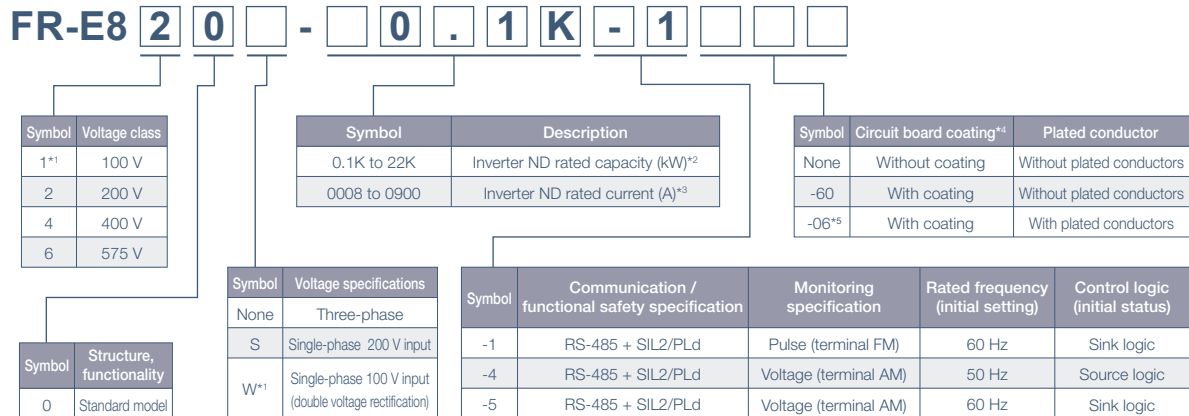 FR-E8 2 0 - 0 . 1 K - 1
Symbol Voltage class
1*1 100 V
2 200 V
4 400 V
6 575 V
Symbol Description
0.1K to 22K Inverter ND rated capacity (kW)*2
0008 to 0900 Inverter ND rated current (A)*3
Symbol Circuit board coating*4 Plated conductor
None Without coating Without plated conductors
-60 With coating Without plated conductors
-06*5 With coating With plated conductors
Symbol Structure, functionality
0 Standard model
Symbol Voltage specifications
None Three-phase
S Single-phase 200 V input
W*1 Single-phase 100 V input
(double voltage rectification)
Symbol Communication / functional safety specification Monitoring specification Rated frequency (initial setting) Control logic (initial status)
-1 RS-485 + SIL2/PLd Pulse (terminal FM) 60 Hz Sink logic
-4 RS-485 + SIL2/PLd Voltage (terminal AM) 50 Hz Source logic
-5 RS-485 + SIL2/PLd Voltage (terminal AM) 60 Hz Sink logic